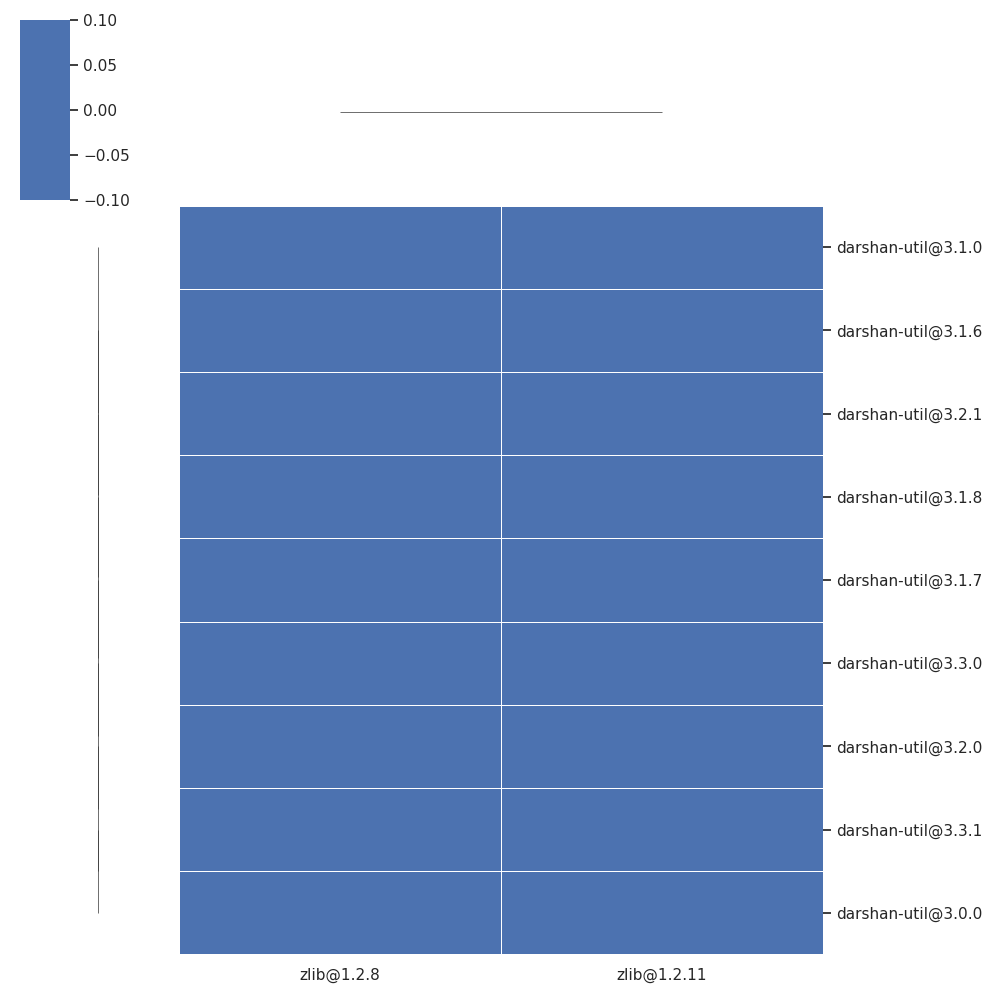 0.10
0.05
0.00
−0.05
−0.10
darshan-util@3.1.0
darshan-util@3.1.6
darshan-util@3.2.1
darshan-util@3.1.8
darshan-util@3.1.7
darshan-util@3.3.0
darshan-util@3.2.0
darshan-util@3.3.1
darshan-util@3.0.0
zlib@1.2.8
zlib@1.2.11